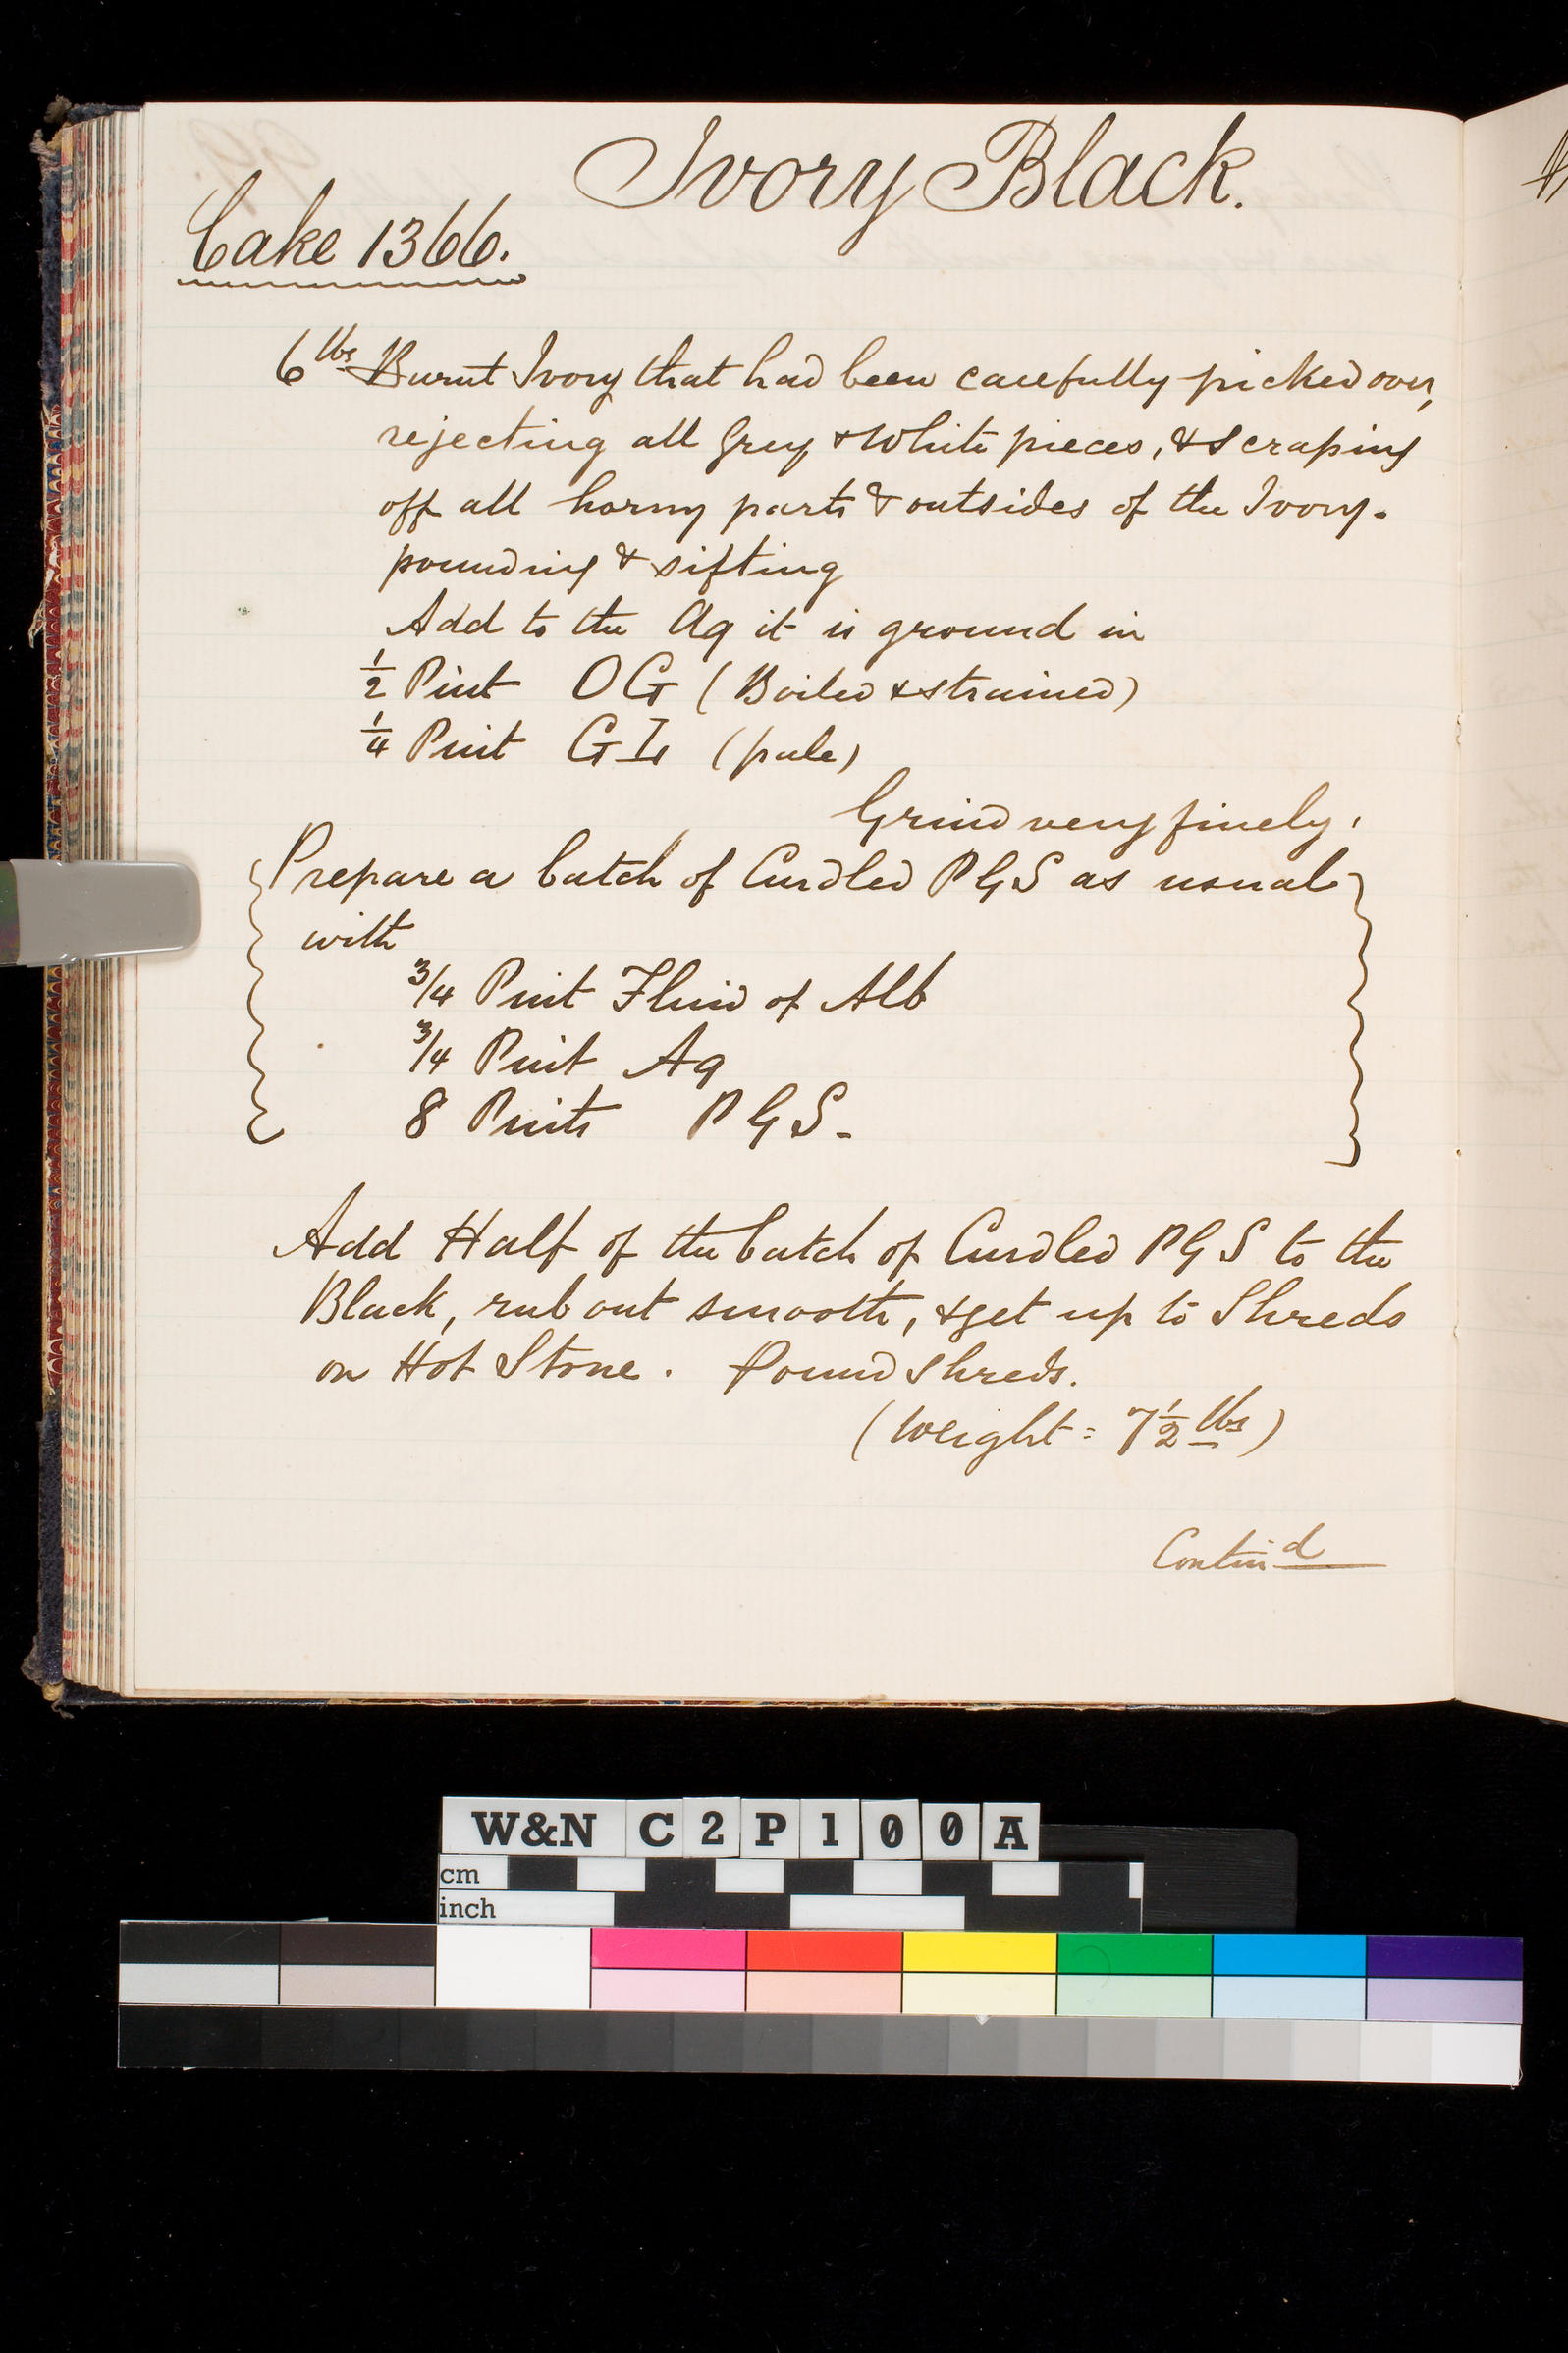 Ivory Black.
Cake 1366.
6 lbs Burnt Ivory that had been carefully picked over,
rejecting all Grey & White pieces, & scraping
off all horny parts & outsides of the Ivory.
pounding & sifting
Add to the Aq it is ground in
1/2 Pint OG (Boiled & strained)
1/4 Pint (pale)
Grind very finely.
Prepare a batch of Curdled PGS as usual
with
3/4 Pint Fluid of Alb
3/4 Pint Aq
8 Pints PGS.
Add Half of the batch of Curdled PGS to the
Black, rub out smooth, & get up to Shreds
on Hot Stone. Pound Shreds.
(Weight = 7 1/2 lbs)
Contind
W&N C2P100A
cm
inch